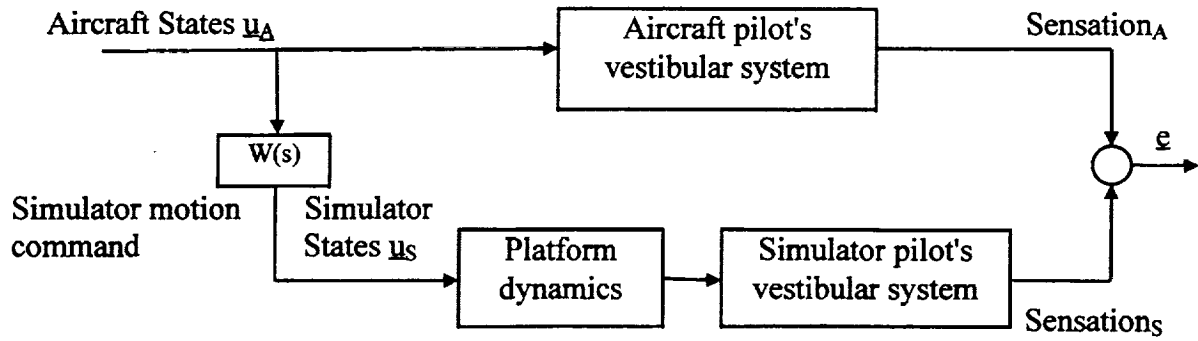 Aircraft States u_A
Aircraft pilot's
vestibular system
Sensation_A
W(s)
e
Simulator motion
command
Simulator
States u_S
Platform
dynamics
Simulator pilot's
vestibular system
Sensation_S